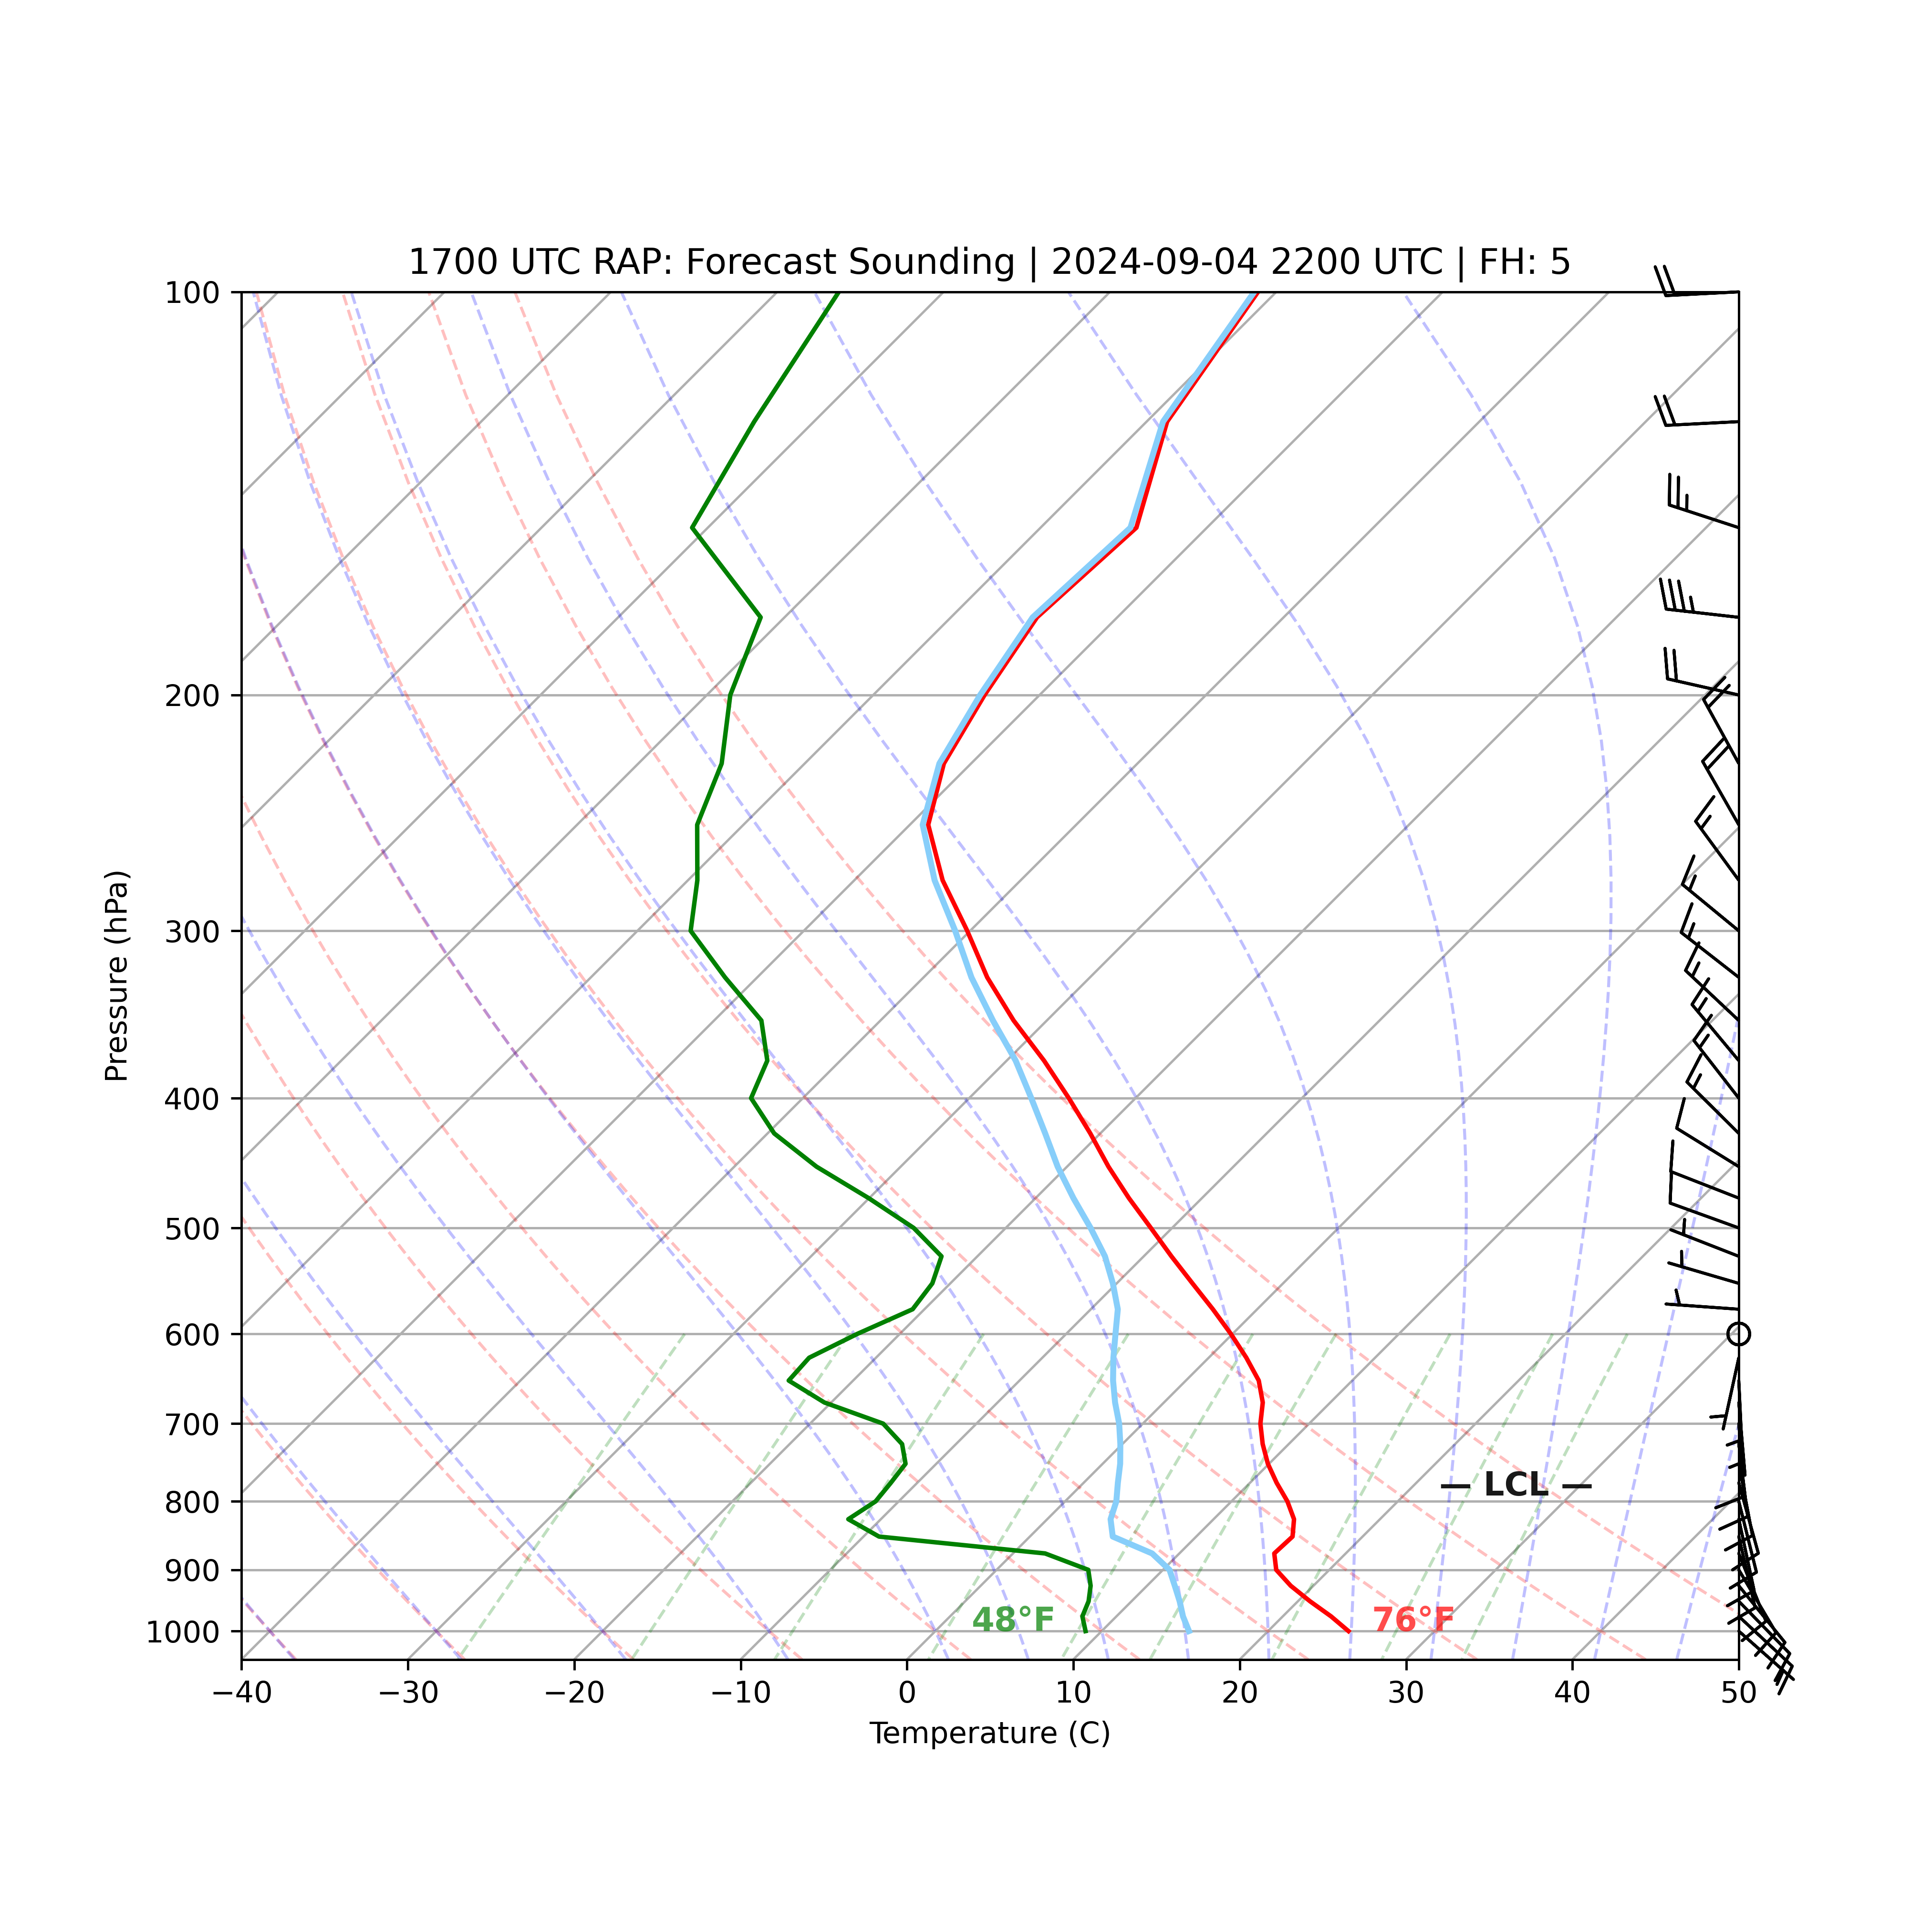 1700 UTC RAP: Forecast Sounding | 2024-09-04 2200 UTC | FH: 5
100
200
300
400
500
600
700
800
900
1000
Pressure (hPa)
— LCL —
48°F
76°F
−40 −30 −20 −10 0 10 20 30 40 50
Temperature (C)